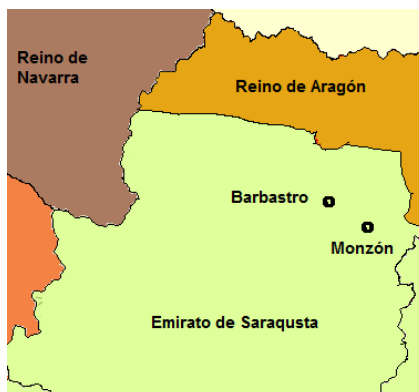 Reino de
Navarra
Reino de Aragón
Barbastro
Monzón
Emirato de Saraqusta